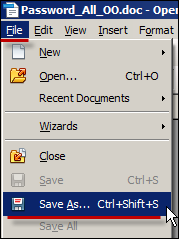 Password_All_OO.doc - Open
File Edit View Insert Format
New
Open... Ctrl+O
Recent Documents
Wizards
Close
Save Ctrl+S
Save As... Ctrl+Shift+S
Save All